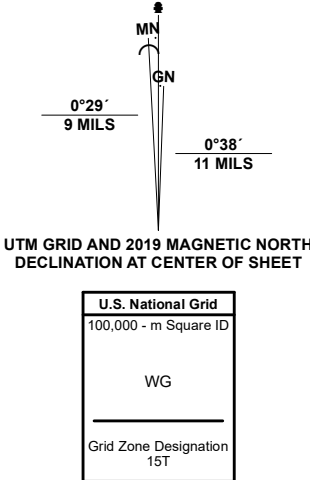 MN
GN
0°29´
9 MILS
0°38´
11 MILS
UTM GRID AND 2019 MAGNETIC NORTH
DECLINATION AT CENTER OF SHEET
U.S. National Grid
100,000 - m Square ID
WG
Grid Zone Designation
15T